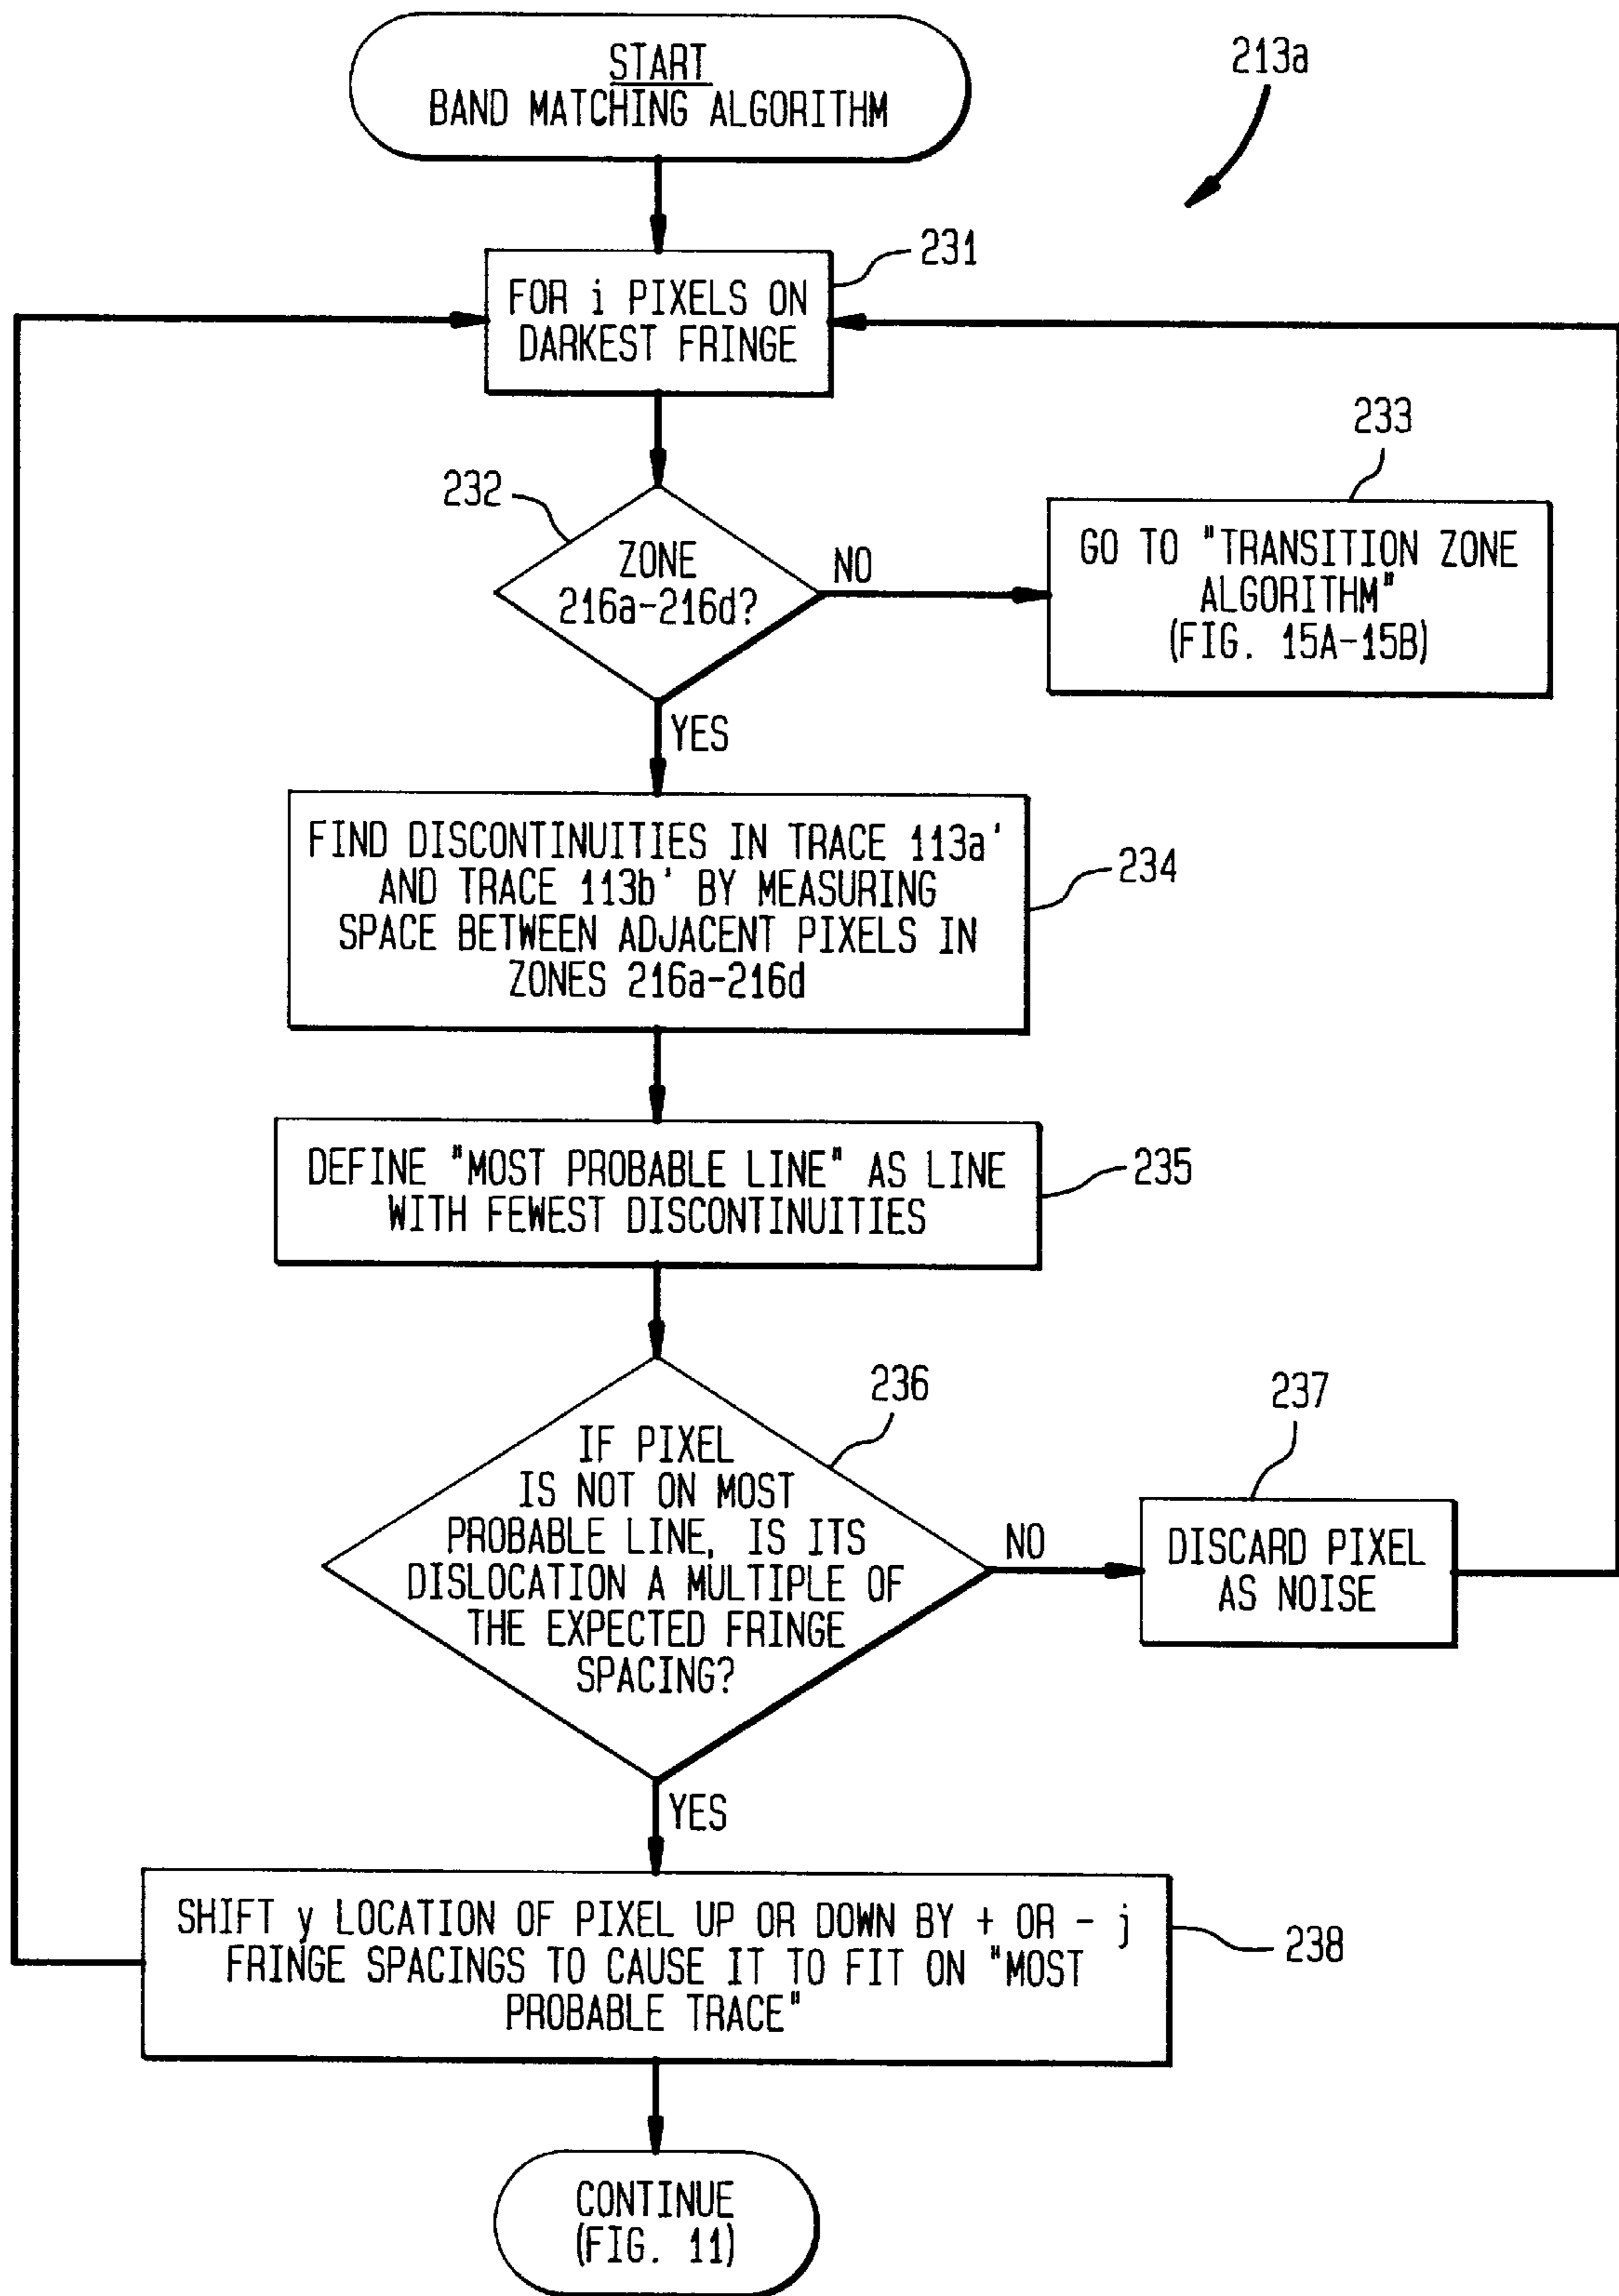 START
BAND MATCHING ALGORITHM
213a
231
FOR i PIXELS ON
DARKEST FRINGE
232
ZONE
216a-216d?
NO
233
GO TO "TRANSITION ZONE
ALGORITHM"
(FIG. 15A-15B)
YES
FIND DISCONTINUITIES IN TRACE 113a'
AND TRACE 113b' BY MEASURING
SPACE BETWEEN ADJACENT PIXELS IN
ZONES 216a-216d
234
DEFINE "MOST PROBABLE LINE" AS LINE
WITH FEWEST DISCONTINUITIES
235
236
IF PIXEL
IS NOT ON MOST
PROBABLE LINE, IS ITS
DISLOCATION A MULTIPLE OF
THE EXPECTED FRINGE
SPACING?
NO
237
DISCARD PIXEL
AS NOISE
YES
SHIFT y LOCATION OF PIXEL UP OR DOWN BY + OR - j
FRINGE SPACINGS TO CAUSE IT TO FIT ON "MOST
PROBABLE TRACE"
238
CONTINUE
(FIG. 11)